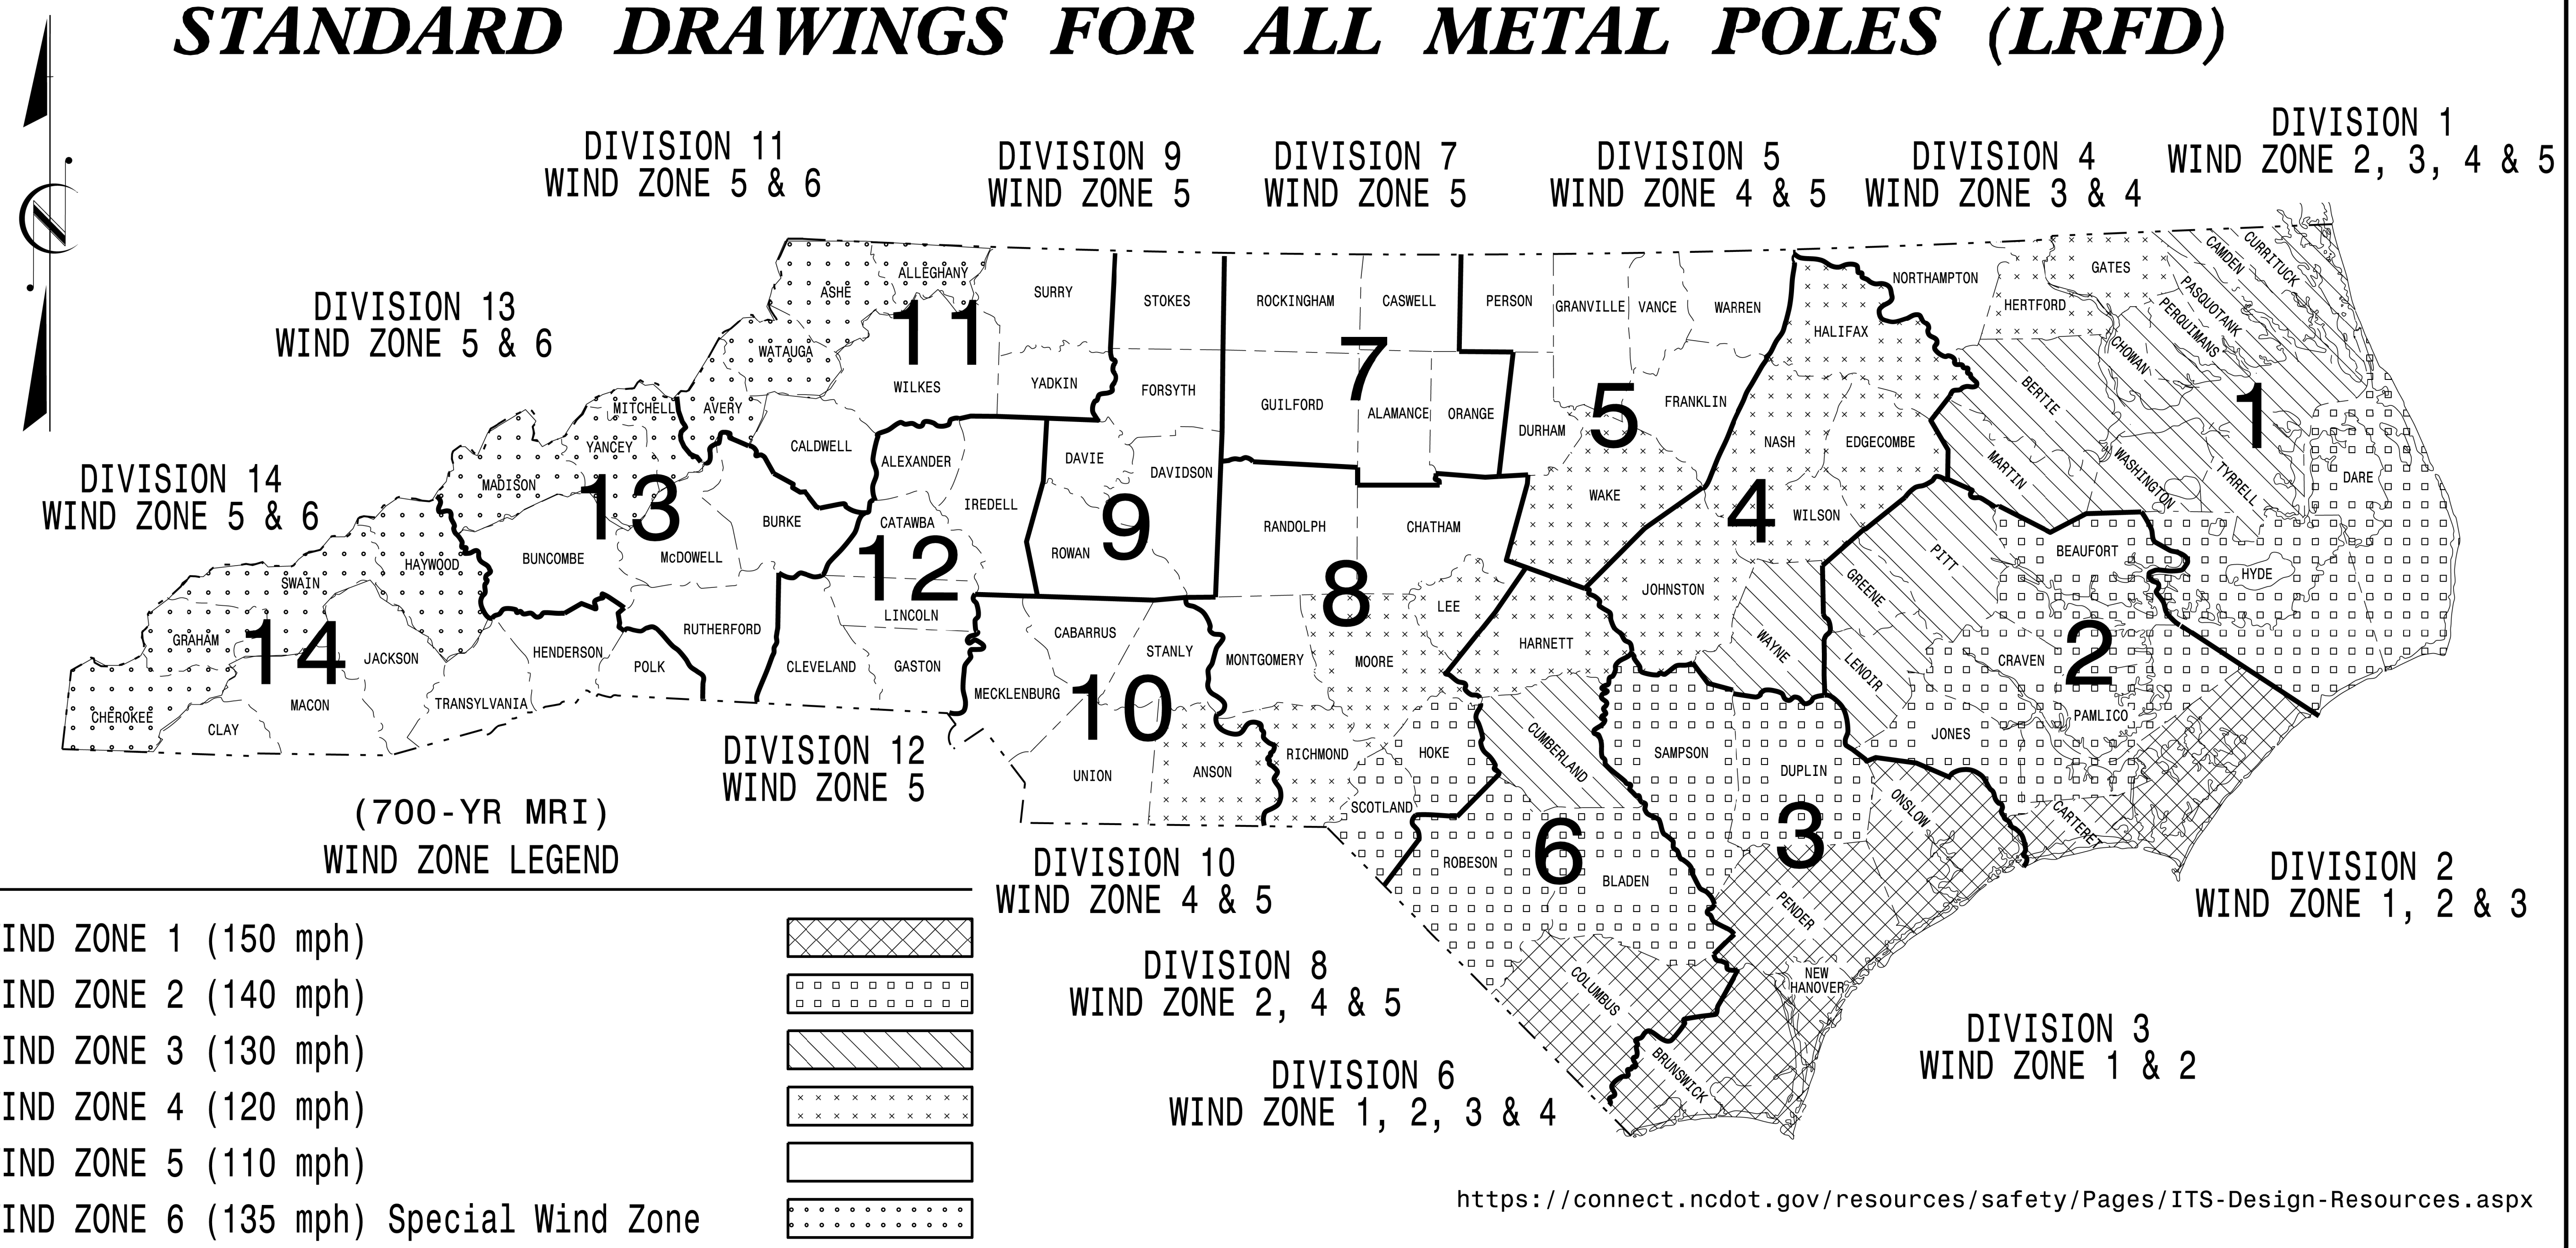 STANDARD DRAWINGS FOR ALL METAL POLES (LRFD)
DIVISION 1
WIND ZONE 2, 3, 4 & 5
DIVISION 11
WIND ZONE 5 & 6
DIVISION 9
WIND ZONE 5
DIVISION 7
WIND ZONE 5
DIVISION 5
WIND ZONE 4 & 5
DIVISION 4
WIND ZONE 3 & 4
DIVISION 13
WIND ZONE 5 & 6
DIVISION 14
WIND ZONE 5 & 6
N
ASHE
ALLEGHANY
11
WATAUGA
WILKES
SURRY
YADKIN
AVERY
CALDWELL
STOKES
FORSYTH
DAVIE
DAVIDSON
9
ROWAN
ROCKINGHAM
CASWELL
7
GUILFORD
ALAMANCE
ORANGE
PERSON
GRANVILLE
VANCE
WARREN
5
FRANKLIN
DURHAM
WAKE
HALIFAX
NASH
EDGECOMBE
4
WILSON
JOHNSTON
WAYNE
NORTHAMPTON
HERTFORD
GATES
CAMDEN
CURRITUCK
PASQUOTANK
PERQUIMANS
CHOWAN
BERTIE
1
MARTIN
WASHINGTON
TYRRELL
DARE
HYDE
MITCHELL
YANCEY
MADISON
13
BURKE
BUNCOMBE
McDOWELL
RUTHERFORD
HAYWOOD
SWAIN
GRAHAM
14
JACKSON
HENDERSON
POLK
MACON
TRANSYLVANIA
CHEROKEE
CLAY
ALEXANDER
IREDELL
CATAWBA
12
LINCOLN
CLEVELAND
GASTON
CABARRUS
STANLY
MECKLENBURG
10
UNION
ANSON
RANDOLPH
CHATHAM
8
LEE
MONTGOMERY
MOORE
RICHMOND
HOKE
SCOTLAND
HARNETT
CUMBERLAND
6
ROBESON
BLADEN
COLUMBUS
PITT
GREENE
LENOIR
BEAUFORT
CRAVEN
2
PAMLICO
JONES
CARTERET
SAMPSON
DUPLIN
3
ONSLOW
PENDER
NEW
HANOVER
BRUNSWICK
DIVISION 12
WIND ZONE 5
DIVISION 10
WIND ZONE 4 & 5
DIVISION 8
WIND ZONE 2, 4 & 5
DIVISION 6
WIND ZONE 1, 2, 3 & 4
DIVISION 2
WIND ZONE 1, 2 & 3
DIVISION 3
WIND ZONE 1 & 2
(700-YR MRI)
WIND ZONE LEGEND
IND ZONE 1 (150 mph)
IND ZONE 2 (140 mph)
IND ZONE 3 (130 mph)
IND ZONE 4 (120 mph)
IND ZONE 5 (110 mph)
IND ZONE 6 (135 mph) Special Wind Zone
https://connect.ncdot.gov/resources/safety/Pages/ITS-Design-Resources.aspx